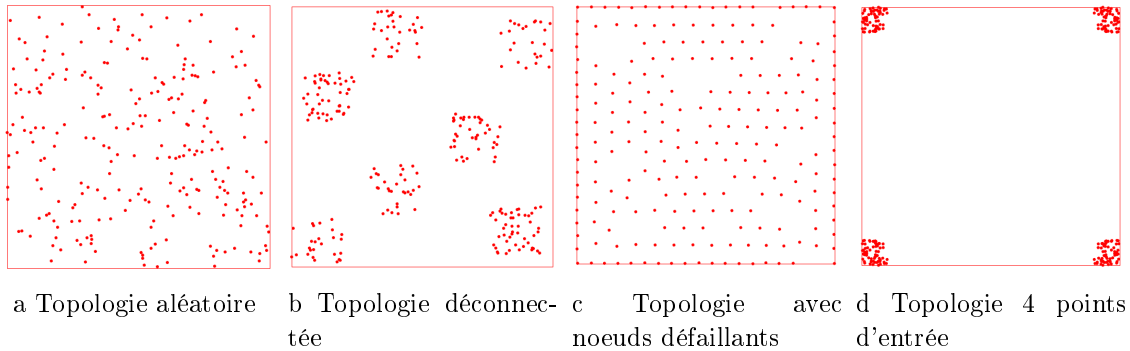 a Topologie aléatoire
b Topologie déconnec-
tée
c Topologie avec
noeuds défaillants
d Topologie 4 points
d'entrée